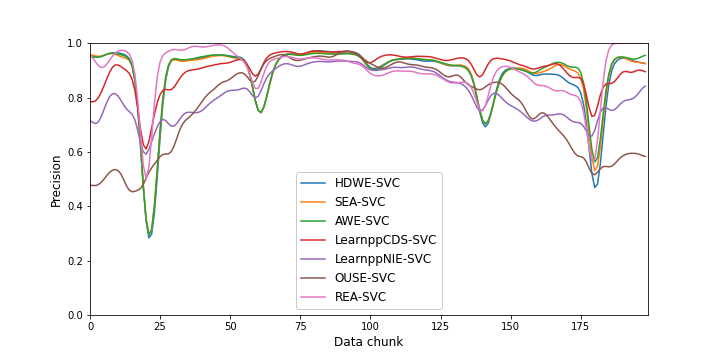 1.0
0.8
0.6
0.4
0.2
0.0
Precision
HDWE-SVC
SEA-SVC
AWE-SVC
LearnppCDS-SVC
LearnppNIE-SVC
OUSE-SVC
REA-SVC
0 25 50 75 100 125 150 175
Data chunk